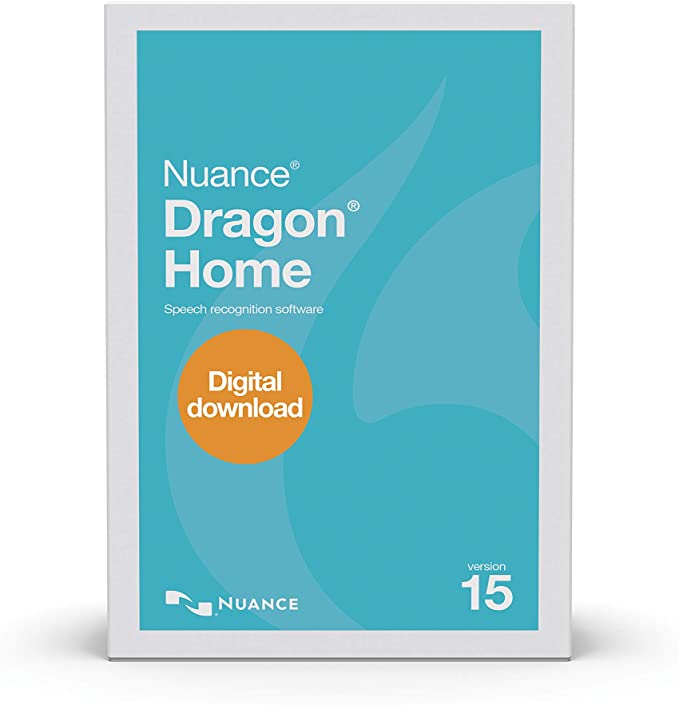 Nuance®
Dragon®
Home
Speech recognition software
Digital
download
version
15
NUANCE